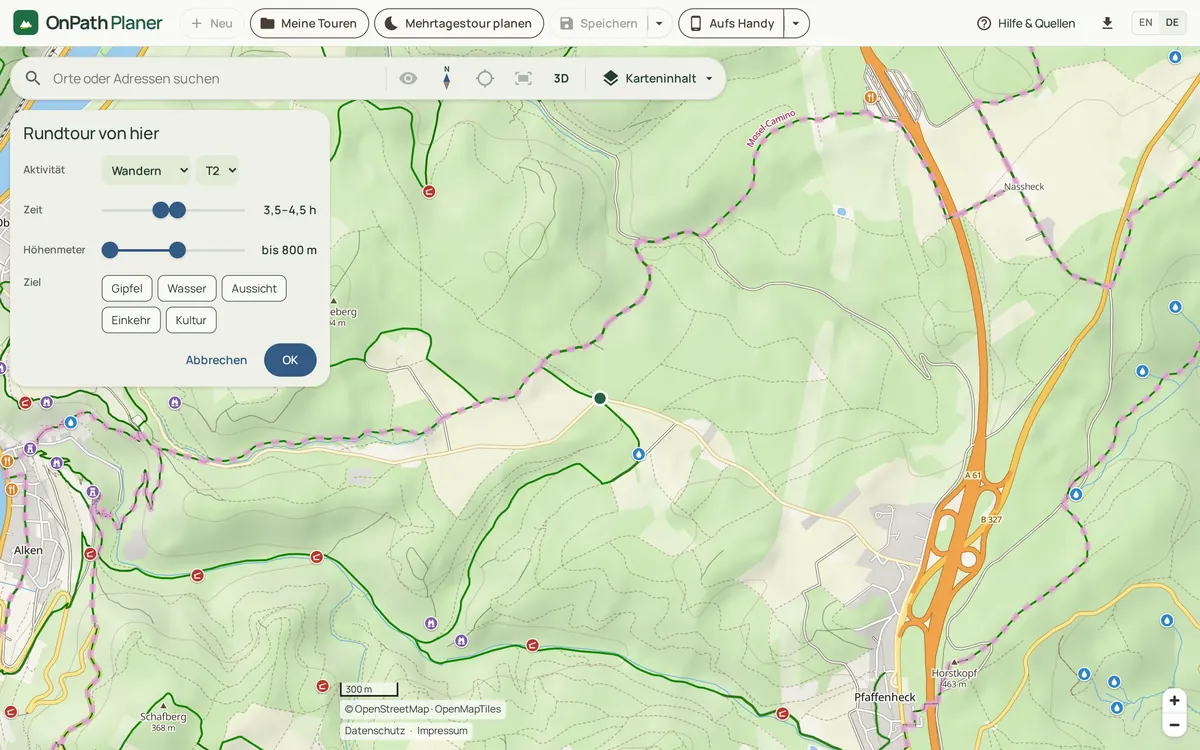 OnPath Planer
Neu
Meine Touren
Mehrtagestour planen
Speichern
Aufs Handy
Hilfe & Quellen
EN
DE
Orte oder Adressen suchen
N
3D
Karteninhalt
Rundtour von hier
Aktivität
Wandern
T2
Zeit
3,5–4,5 h
Höhenmeter
bis 800 m
Ziel
Gipfel
Wasser
Aussicht
Einkehr
Kultur
Abbrechen
OK
Mosel-Camino
Nassheck
A 61
B 327
Alken
Schafberg
368 m
Pfaffenheck
Horstkopf
463 m
300 m
© OpenStreetMap · OpenMapTiles
Datenschutz · Impressum